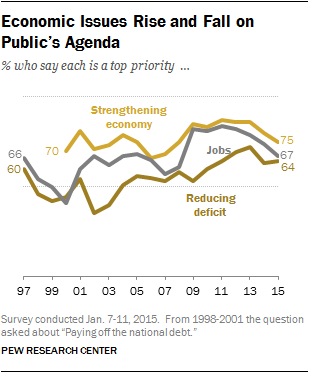 Economic Issues Rise and Fall on
Public's Agenda
% who say each is a top priority ...
Strengthening
economy
70
75
66
Jobs
67
60
64
Reducing
deficit
97 99 01 03 05 07 09 11 13 15
Survey conducted Jan. 7-11, 2015. From 1998-2001 the question
asked about “Paying off the national debt.”
PEW RESEARCH CENTER